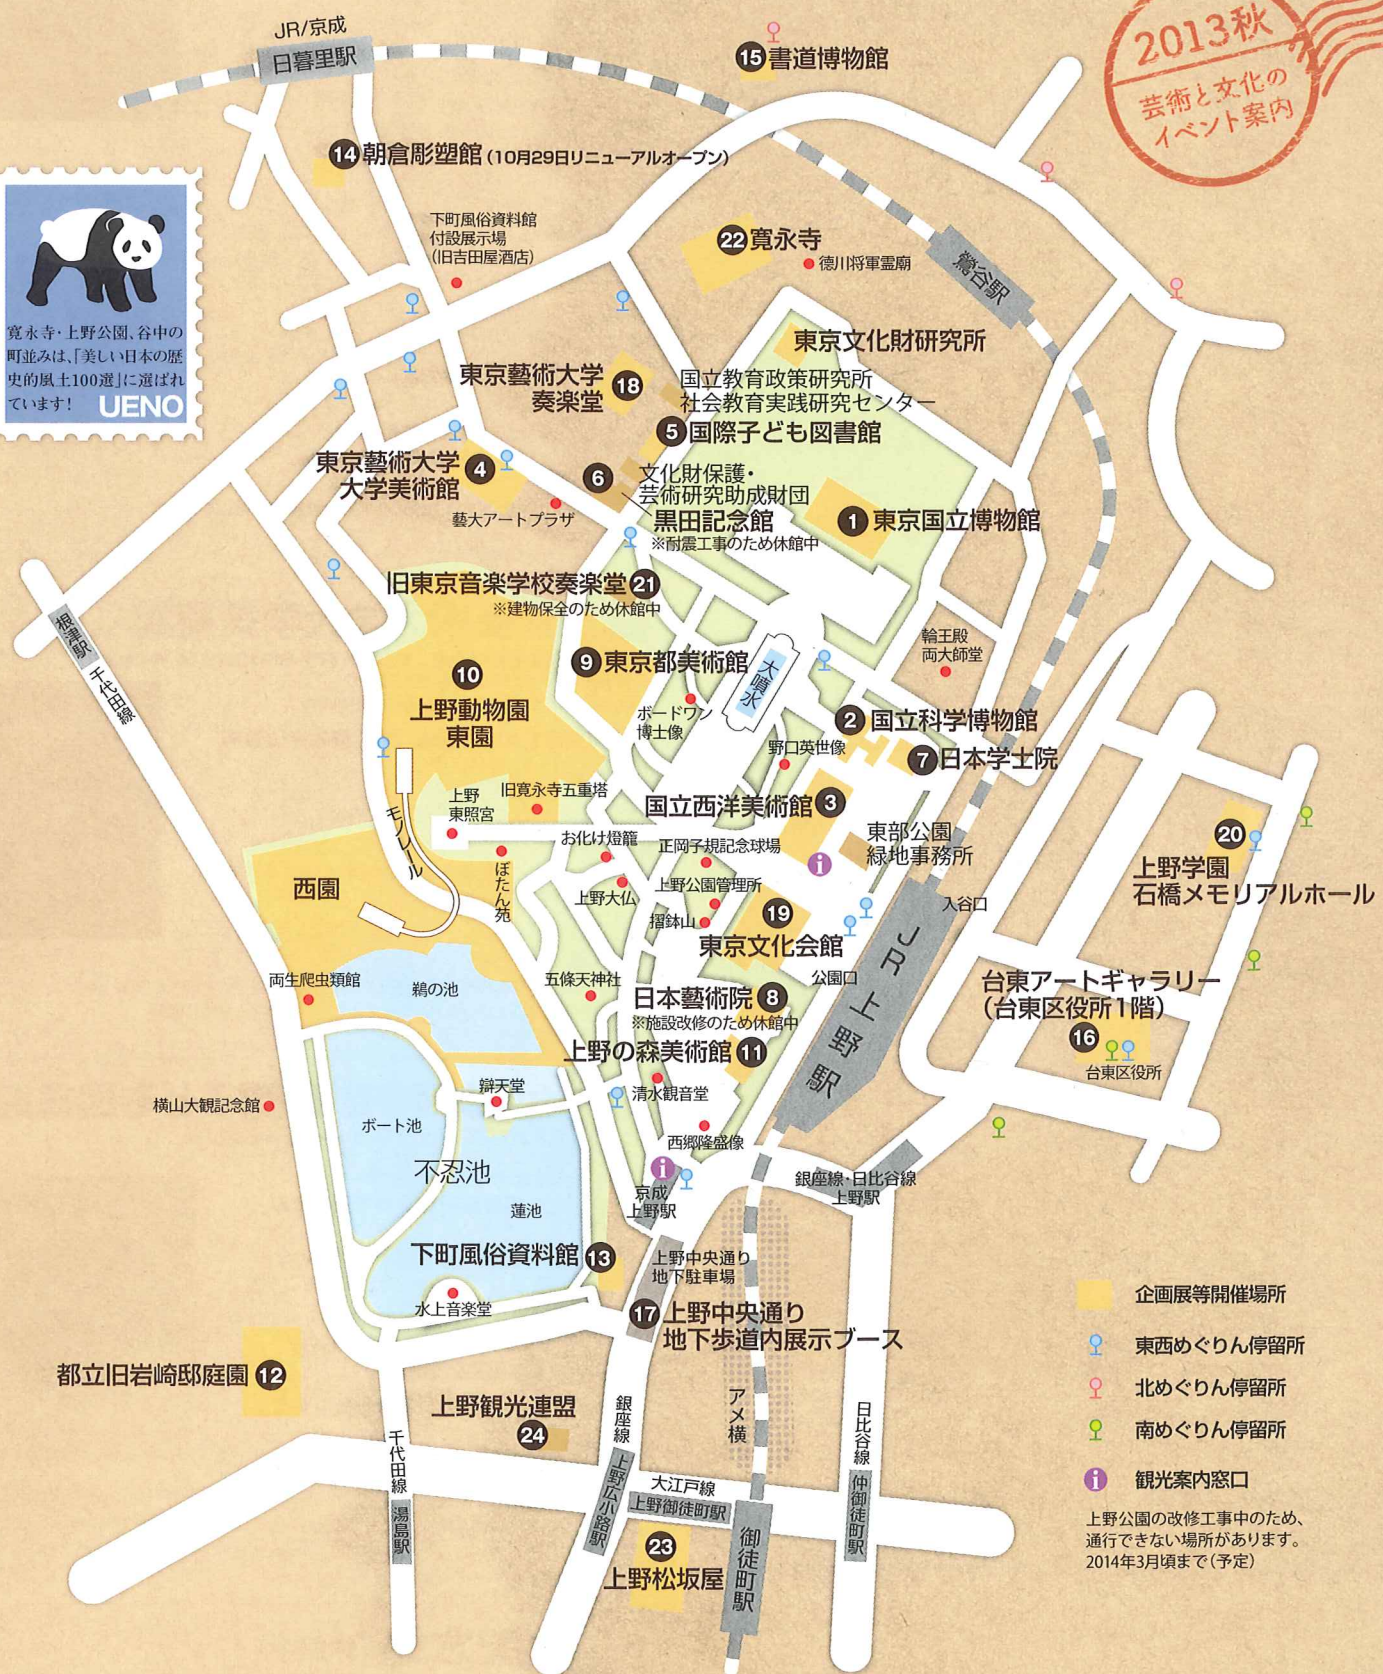 JR/京成
日暮里駅
⑮書道博物館
2013秋
芸術と文化の
イベント案内
⑭朝倉彫塑館(10月29日リニューアルオープン)
寛永寺・上野公園、谷中の
町並みは、「美しい日本の歴
史的風土100選」に選ばれ
ています!
UENO
下町風俗資料館
付設展示場
(旧吉田屋酒店)
㉒寛永寺
徳川将軍霊廟
鶯谷駅
東京文化財研究所
東京藝術大学
奏楽堂
⑱
国立教育政策研究所
社会教育実践研究センター
⑤国際子ども図書館
東京藝術大学
大学美術館
④
藝大アートプラザ
⑥
文化財保護・
芸術研究助成財団
黒田記念館
※耐震工事のため休館中
①東京国立博物館
旧東京音楽学校奏楽堂㉑
※建物保全のため休館中
根津駅
千代田線
⑨東京都美術館
大噴水
輪王殿
両大師堂
⑩
上野動物園
東園
ボードワン
博士像
②国立科学博物館
野口英世像
⑦日本学士院
モノレール
上野
東照宮
旧寛永寺五重塔
国立西洋美術館③
お化け燈籠
正岡子規記念球場
東部公園
緑地事務所
i
⑳
上野学園
石橋メモリアルホール
西園
ぼたん苑
上野大仏
上野公園管理所
摺鉢山
⑲
東京文化会館
入谷口
JR上野駅
公園口
両生爬虫類館
鵜の池
五條天神社
日本藝術院⑧
※施設改修のため休館中
台東アートギャラリー
(台東区役所1階)
⑯
台東区役所
上野の森美術館⑪
辯天堂
清水観音堂
横山大観記念館
ボート池
西郷隆盛像
不忍池
i
京成
上野駅
銀座線・日比谷線
上野駅
蓮池
下町風俗資料館⑬
上野中央通り
地下駐車場
水上音楽堂
⑰上野中央通り
地下歩道内展示ブース
都立旧岩崎邸庭園⑫
上野観光連盟
㉔
千代田線
湯島駅
銀座線
上野広小路駅
アメ横
日比谷線
仲御徒町駅
大江戸線
上野御徒町駅
御徒町駅
㉓
上野松坂屋
企画展等開催場所
東西めぐりん停留所
北めぐりん停留所
南めぐりん停留所
i 観光案内窓口
上野公園の改修工事中のため、
通行できない場所があります。
2014年3月頃まで(予定)